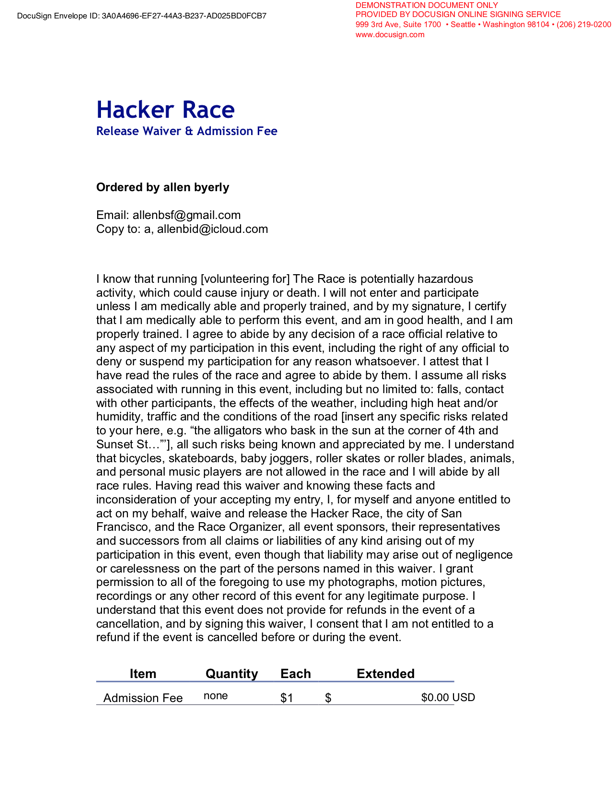 DocuSign Envelope ID: 3A0A4696-EF27-44A3-B237-AD025BD0FCB7
DEMONSTRATION DOCUMENT ONLY
PROVIDED BY DOCUSIGN ONLINE SIGNING SERVICE
999 3rd Ave, Suite 1700 • Seattle • Washington 98104 • (206) 219-0200
www.docusign.com
Hacker Race
Release Waiver & Admission Fee
Ordered by allen byerly
Email: allenbsf@gmail.com
Copy to: a, allenbid@icloud.com
I know that running [volunteering for] The Race is potentially hazardous
activity, which could cause injury or death. I will not enter and participate
unless I am medically able and properly trained, and by my signature, I certify
that I am medically able to perform this event, and am in good health, and I am
properly trained. I agree to abide by any decision of a race official relative to
any aspect of my participation in this event, including the right of any official to
deny or suspend my participation for any reason whatsoever. I attest that I
have read the rules of the race and agree to abide by them. I assume all risks
associated with running in this event, including but no limited to: falls, contact
with other participants, the effects of the weather, including high heat and/or
humidity, traffic and the conditions of the road [insert any specific risks related
to your here, e.g. “the alligators who bask in the sun at the corner of 4th and
Sunset St…”'], all such risks being known and appreciated by me. I understand
that bicycles, skateboards, baby joggers, roller skates or roller blades, animals,
and personal music players are not allowed in the race and I will abide by all
race rules. Having read this waiver and knowing these facts and
inconsideration of your accepting my entry, I, for myself and anyone entitled to
act on my behalf, waive and release the Hacker Race, the city of San
Francisco, and the Race Organizer, all event sponsors, their representatives
and successors from all claims or liabilities of any kind arising out of my
participation in this event, even though that liability may arise out of negligence
or carelessness on the part of the persons named in this waiver. I grant
permission to all of the foregoing to use my photographs, motion pictures,
recordings or any other record of this event for any legitimate purpose. I
understand that this event does not provide for refunds in the event of a
cancellation, and by signing this waiver, I consent that I am not entitled to a
refund if the event is cancelled before or during the event.
Item Quantity Each Extended
Admission Fee none $1 $ $0.00 USD